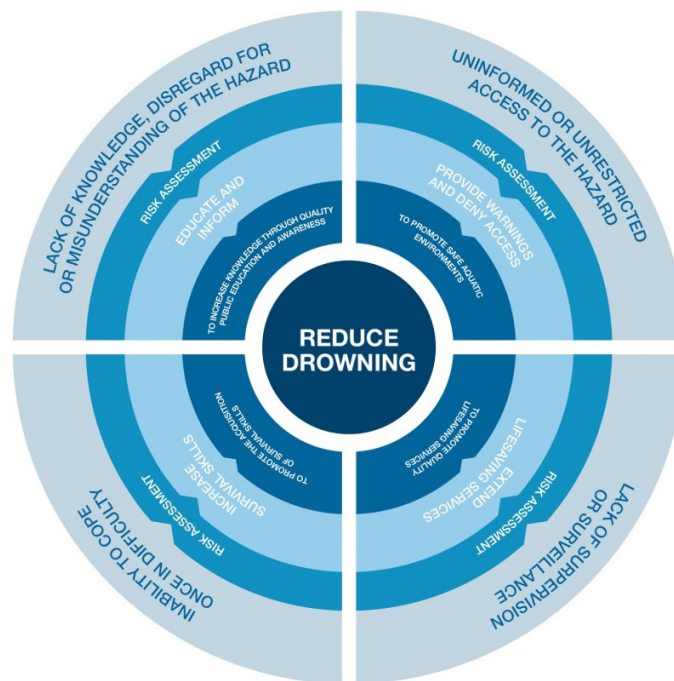 LACK OF KNOWLEDGE, DISREGARD FOR
OR MISUNDERSTANDING OF THE HAZARD
RISK ASSESSMENT
EDUCATE AND
INFORM
TO INCREASE KNOWLEDGE THROUGH QUALITY
PUBLIC EDUCATION AND AWARENESS
UNINFORMED OR UNRESTRICTED
ACCESS TO THE HAZARD
RISK ASSESSMENT
PROVIDE WARNINGS
AND DENY ACCESS
TO PROMOTE SAFE AQUATIC
ENVIRONMENTS
REDUCE
DROWNING
TO PROMOTE THE ACQUISITION
OF SURVIVAL SKILLS
INCREASE
SURVIVAL SKILLS
RISK ASSESSMENT
INABILITY TO COPE
ONCE IN DIFFICULTY
TO PROMOTE QUALITY
LIFESAVING SERVICES
EXTEND
LIFESAVING SERVICES
RISK ASSESSMENT
LACK OF SURPERVISION
OR SURVEILLANCE